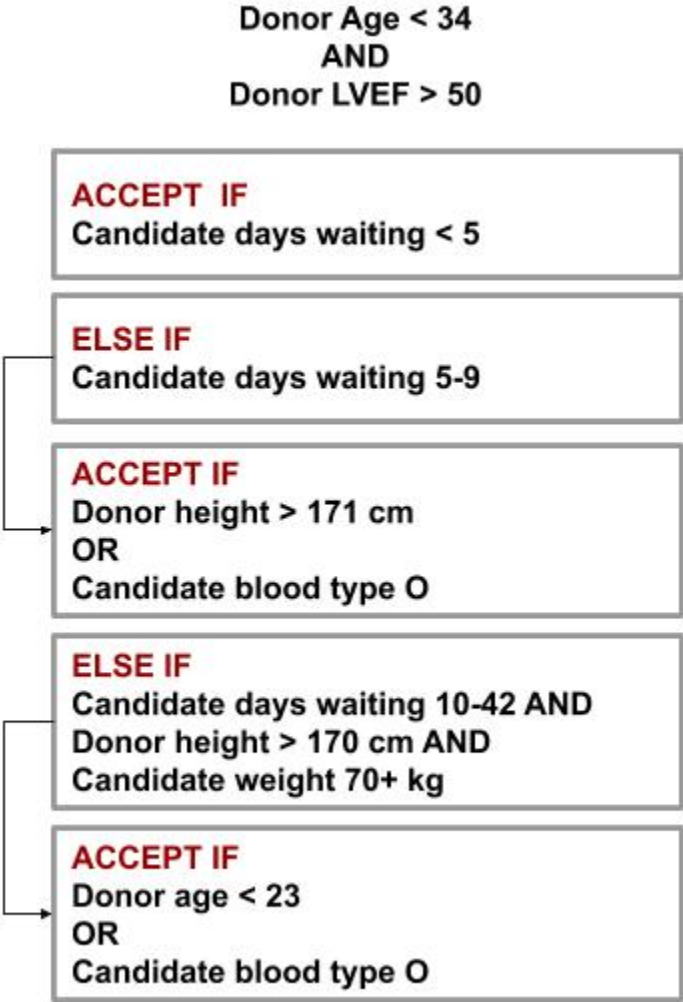 Donor Age < 34
AND
Donor LVEF > 50
ACCEPT IF
Candidate days waiting < 5
ELSE IF
Candidate days waiting 5-9
ACCEPT IF
Donor height > 171 cm
OR
Candidate blood type O
ELSE IF
Candidate days waiting 10-42 AND
Donor height > 170 cm AND
Candidate weight 70+ kg
ACCEPT IF
Donor age < 23
OR
Candidate blood type O